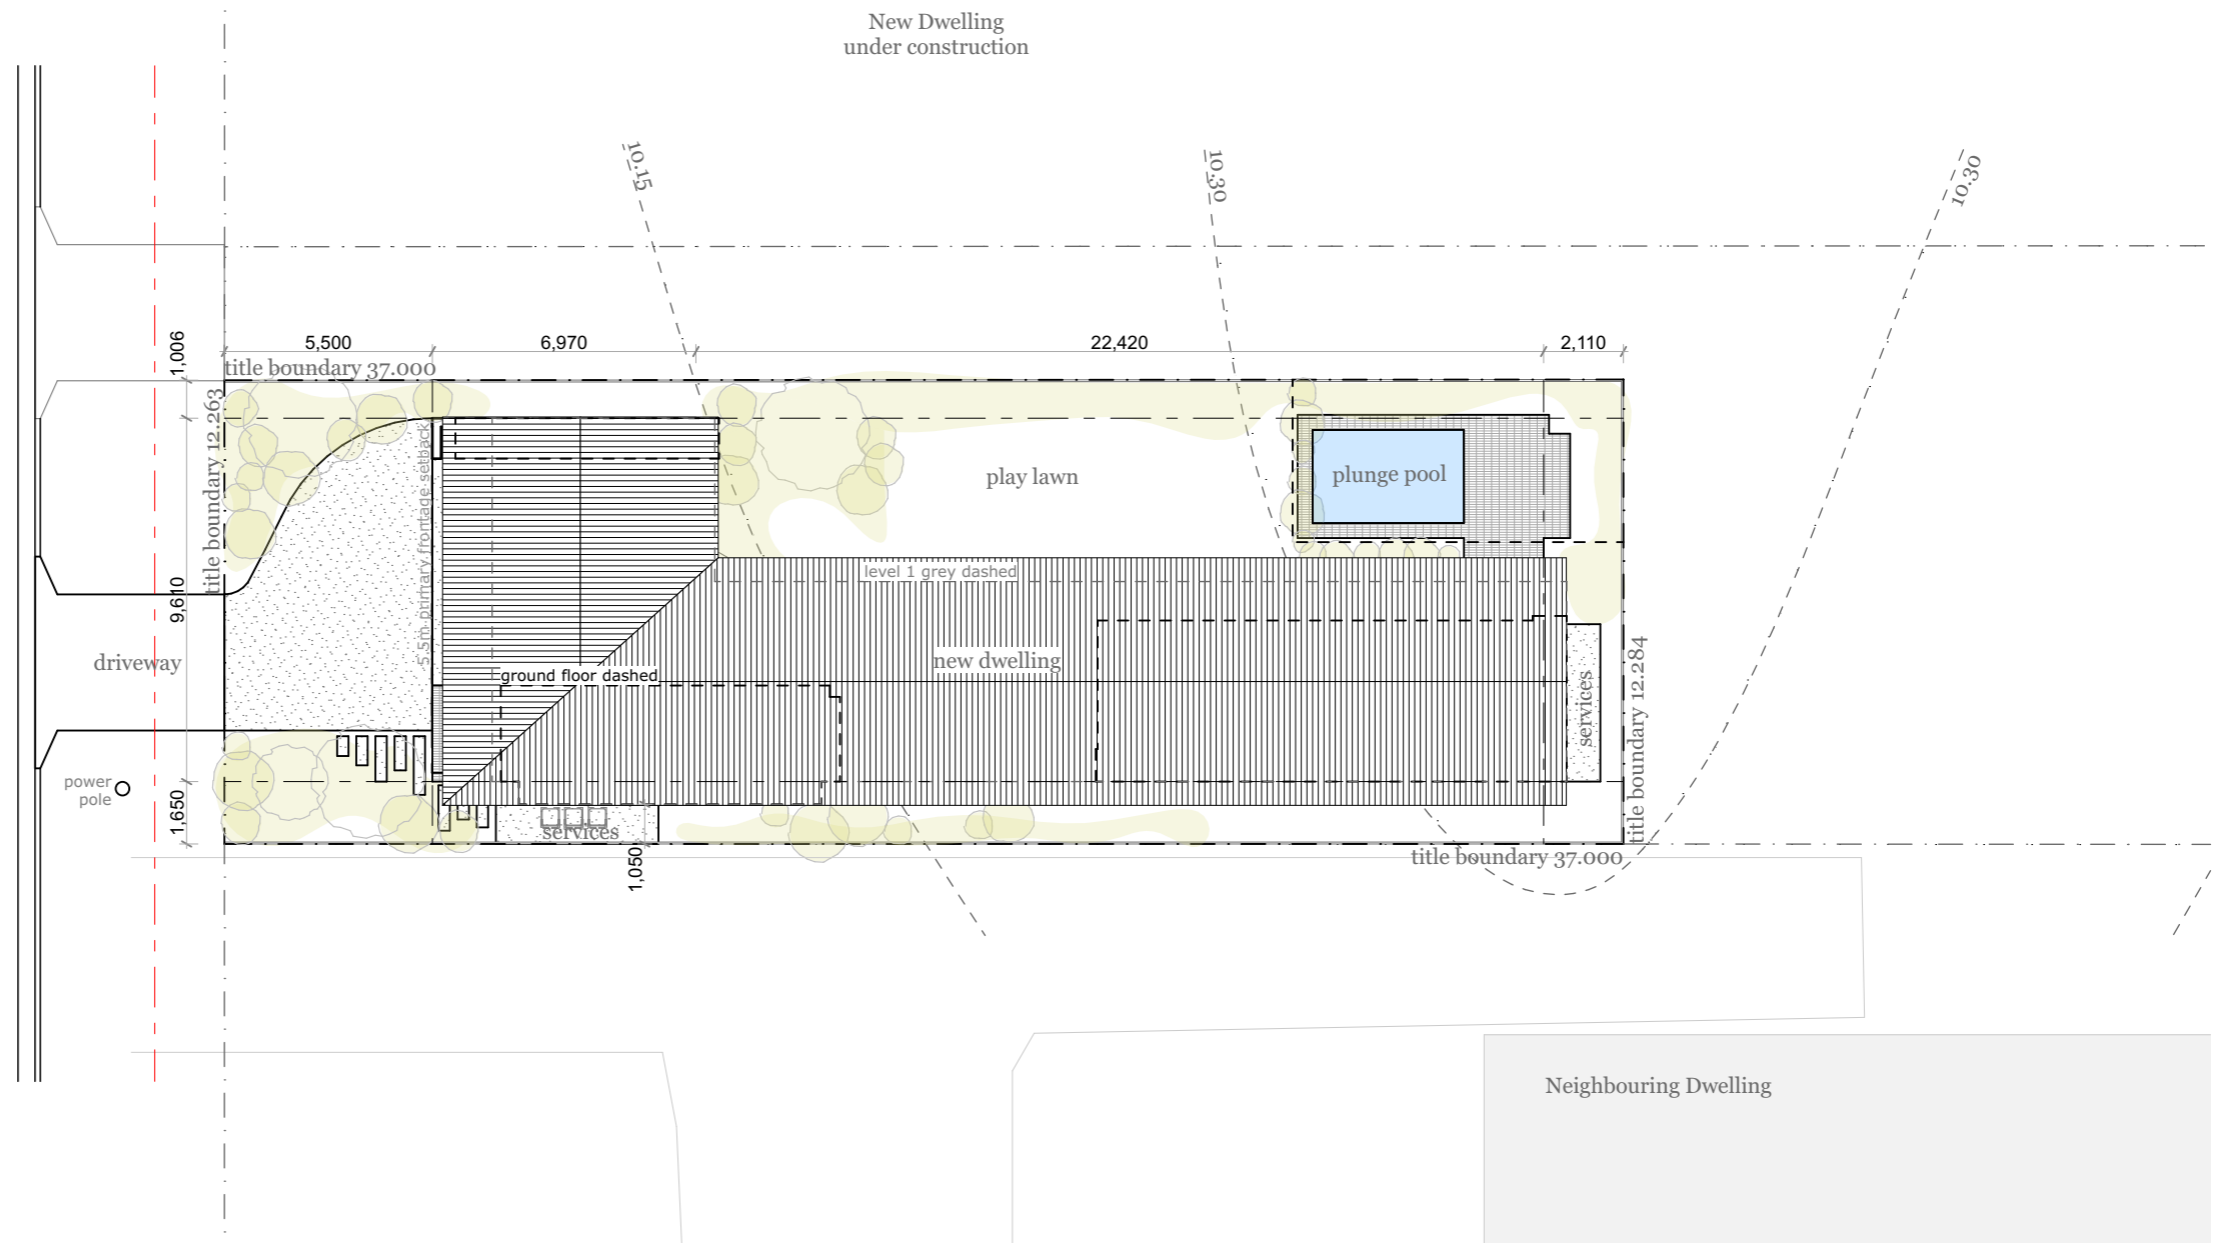 New Dwelling
under construction
10.15
10.30
10.30
5,500
6,970
22,420
2,110
1,006
title boundary 37.000
title boundary 12.263
5.5m primary frontage setback
play lawn
plunge pool
level 1 grey dashed
9,610
driveway
new dwelling
ground floor dashed
services
title boundary 12.284
power
pole
1,650
services
1,050
title boundary 37.000
Neighbouring Dwelling